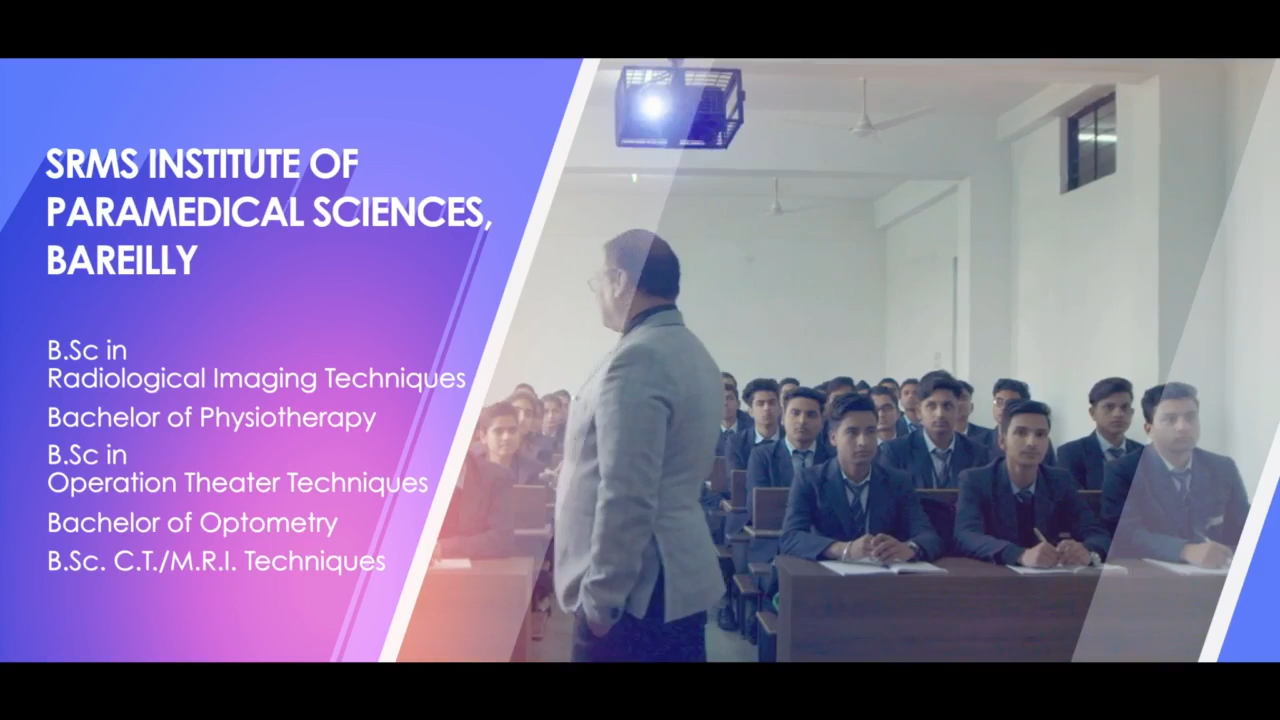 SRMS INSTITUTE OF
PARAMEDICAL SCIENCES,
BAREILLY
B.Sc in
Radiological Imaging Techniques
Bachelor of Physiotherapy
B.Sc in
Operation Theater Techniques
Bachelor of Optometry
B.Sc. C.T./M.R.I. Techniques